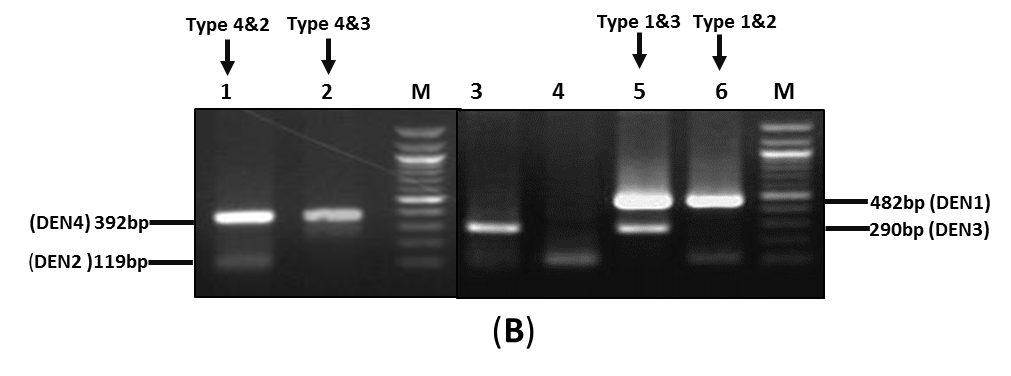 Type 4&2 Type 4&3 Type 1&3 Type 1&2
1 2 M 3 4 5 6 M
482bp (DEN1)
(DEN4) 392bp
290bp (DEN3)
(DEN2 )119bp
(B)